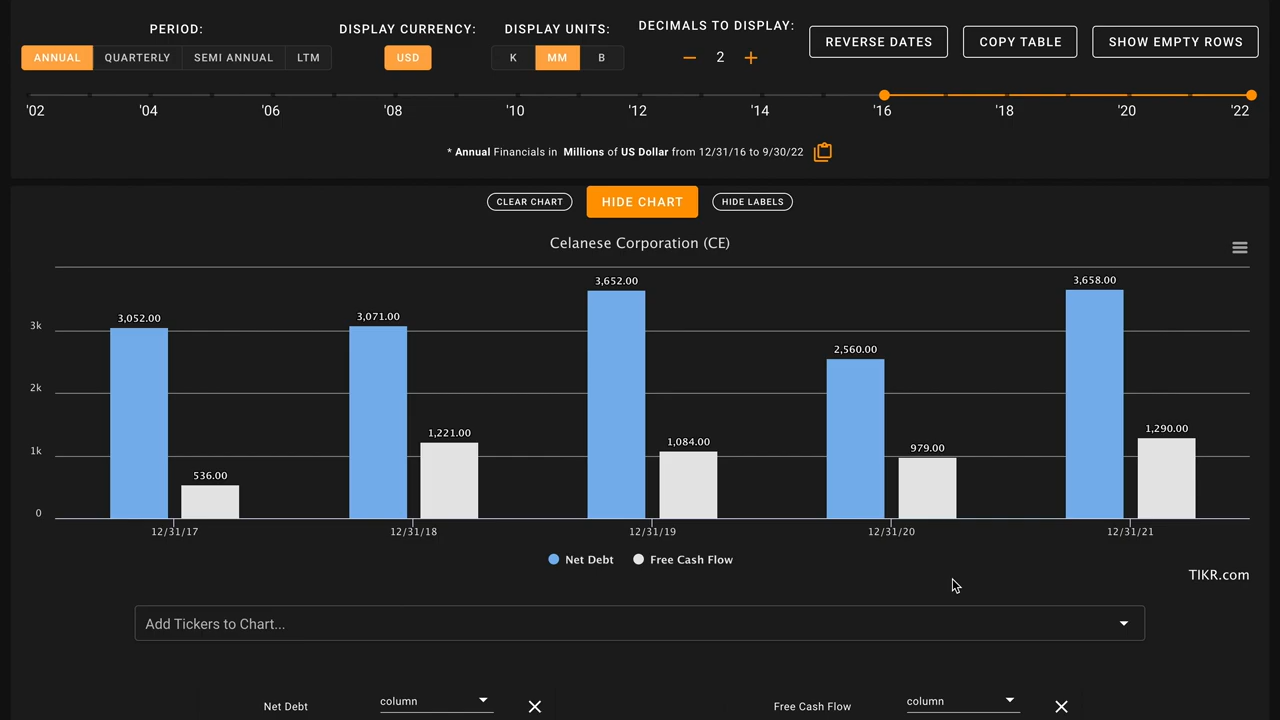 PERIOD:
DISPLAY CURRENCY:
DISPLAY UNITS:
DECIMALS TO DISPLAY:
ANNUAL
QUARTERLY
SEMI ANNUAL
LTM
USD
K
MM
B
2
REVERSE DATES
COPY TABLE
SHOW EMPTY ROWS
'02
'04
'06
'08
'10
'12
'14
'16
'18
'20
'22
* Annual Financials in Millions of US Dollar from 12/31/16 to 9/30/22
CLEAR CHART
HIDE CHART
HIDE LABELS
Celanese Corporation (CE)
3k
2k
1k
0
3,052.00
536.00
3,071.00
1,221.00
3,652.00
1,084.00
2,560.00
979.00
3,658.00
1,290.00
12/31/17
12/31/18
12/31/19
12/31/20
12/31/21
Net Debt
Free Cash Flow
TIKR.com
Add Tickers to Chart...
Net Debt
column
Free Cash Flow
column